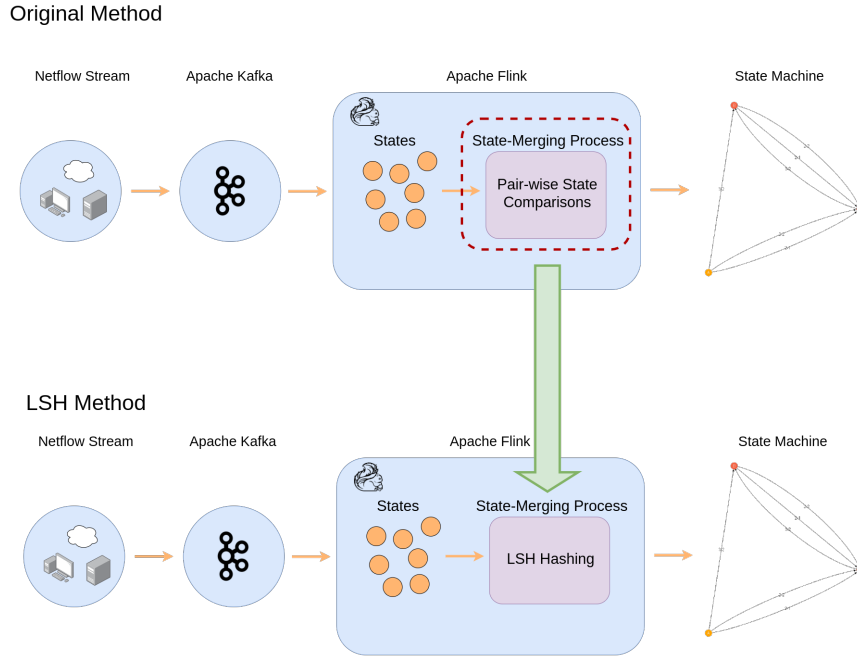 Original Method
Netflow Stream
Apache Kafka
Apache Flink
State Machine
States
State-Merging Process
Pair-wise State
Comparisons
LSH Method
Netflow Stream
Apache Kafka
Apache Flink
State Machine
States
State-Merging Process
LSH Hashing